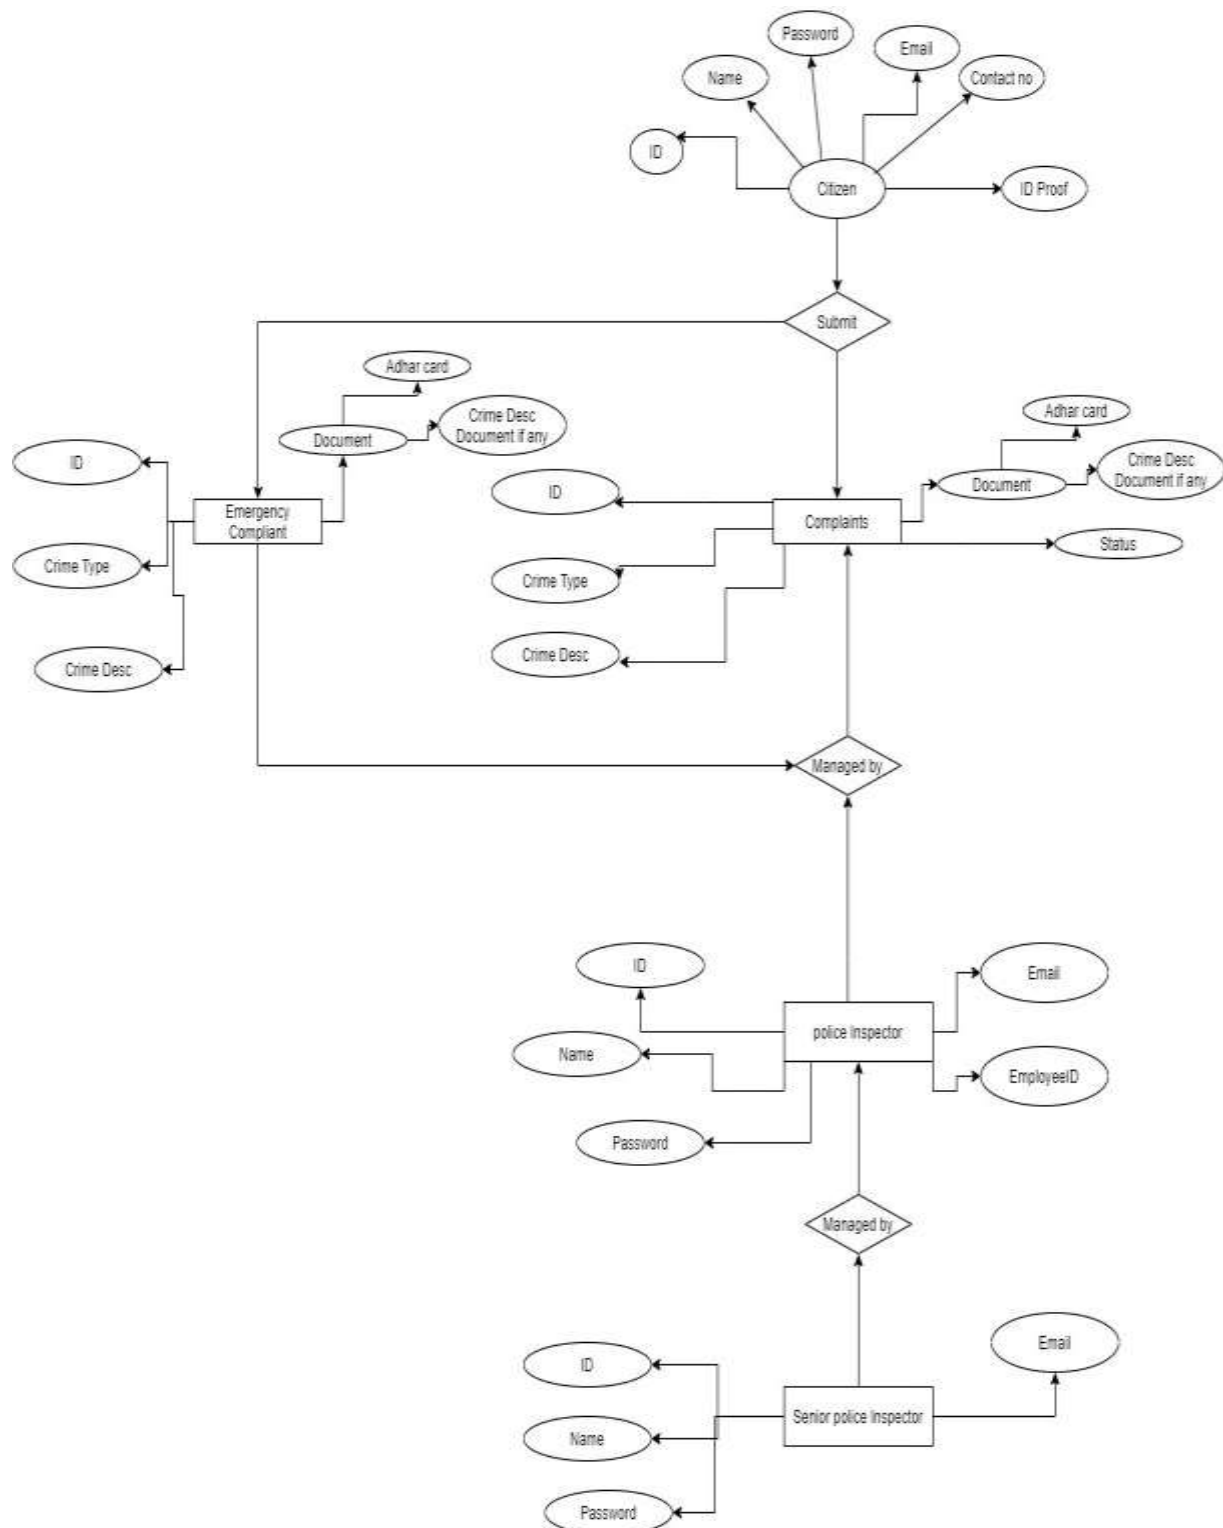 Password
Email
Name
Contact no
ID
Citizen
ID Proof
Submit
Adhar card
Document
Crime Desc
Document if any
ID
Emergency
Compliant
Crime Type
Crime Desc
Adhar card
Document
Crime Desc
Document if any
ID
Complaints
Status
Crime Type
Crime Desc
Managed by
ID
Email
police Inspector
Name
EmployeeID
Password
Managed by
Email
ID
Senior police Inspector
Name
Password